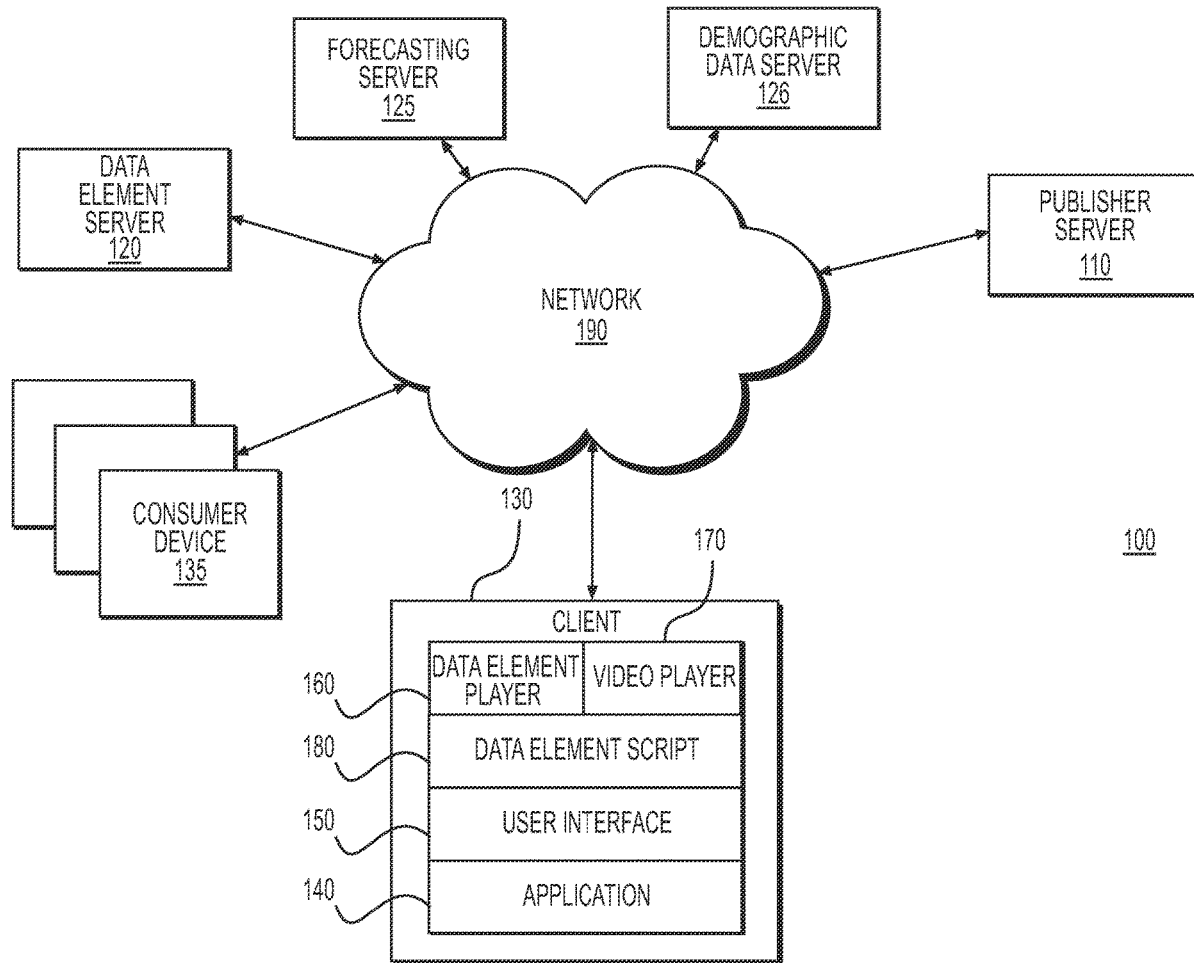 FORECASTING
SERVER
125
DEMOGRAPHIC
DATA SERVER
126
DATA
ELEMENT
SERVER
120
PUBLISHER
SERVER
110
NETWORK
190
CONSUMER
DEVICE
135
130
170
100
CLIENT
DATA ELEMENT
PLAYER
VIDEO PLAYER
160
DATA ELEMENT SCRIPT
180
USER INTERFACE
150
APPLICATION
140